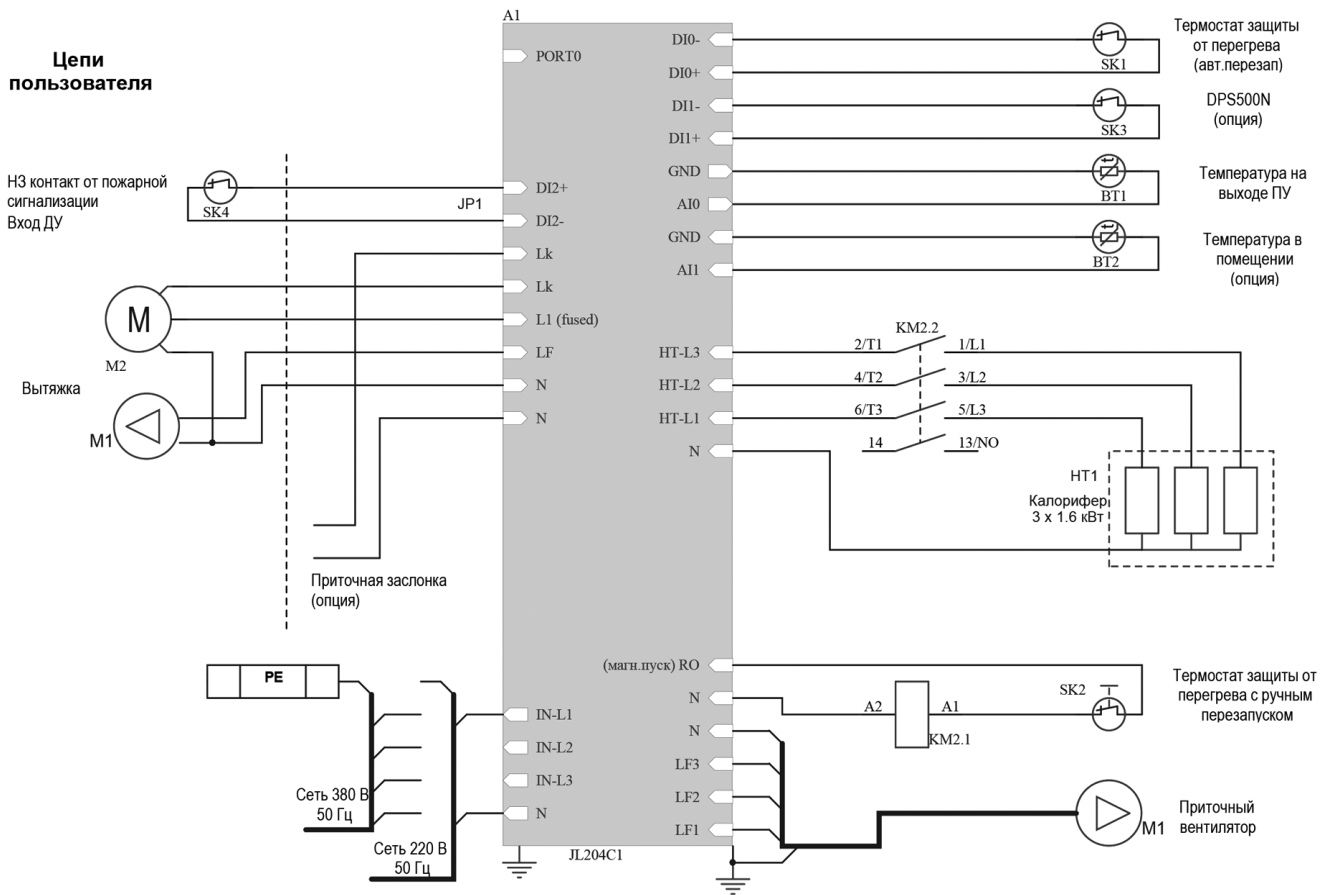 A1
Цепи
пользователя
PORT0
НЗ контакт от пожарной
сигнализации
Вход ДУ
SK4
JP1
DI2+
DI2-
Lk
Lk
L1 (fused)
LF
N
N
M
M2
Вытяжка
M1
Приточная заслонка
(опция)
PE
Сеть 380 В
50 Гц
Сеть 220 В
50 Гц
IN-L1
IN-L2
IN-L3
N
JL204C1
DI0-
DI0+
DI1-
DI1+
GND
AI0
GND
AI1
HT-L3
HT-L2
HT-L1
N
(магн.пуск) RO
N
N
LF3
LF2
LF1
SK1
Термостат защиты
от перегрева
(авт.перезап)
SK3
DPS500N
(опция)
t
BT1
Температура на
выходе ПУ
t
BT2
Температура в
помещении
(опция)
KM2.2
2/T1
1/L1
4/T2
3/L2
6/T3
5/L3
14
13/NO
HT1
Калорифер
3 x 1.6 кВт
A2
A1
KM2.1
SK2
Термостат защиты от
перегрева с ручным
перезапуском
M1
Приточный
вентилятор